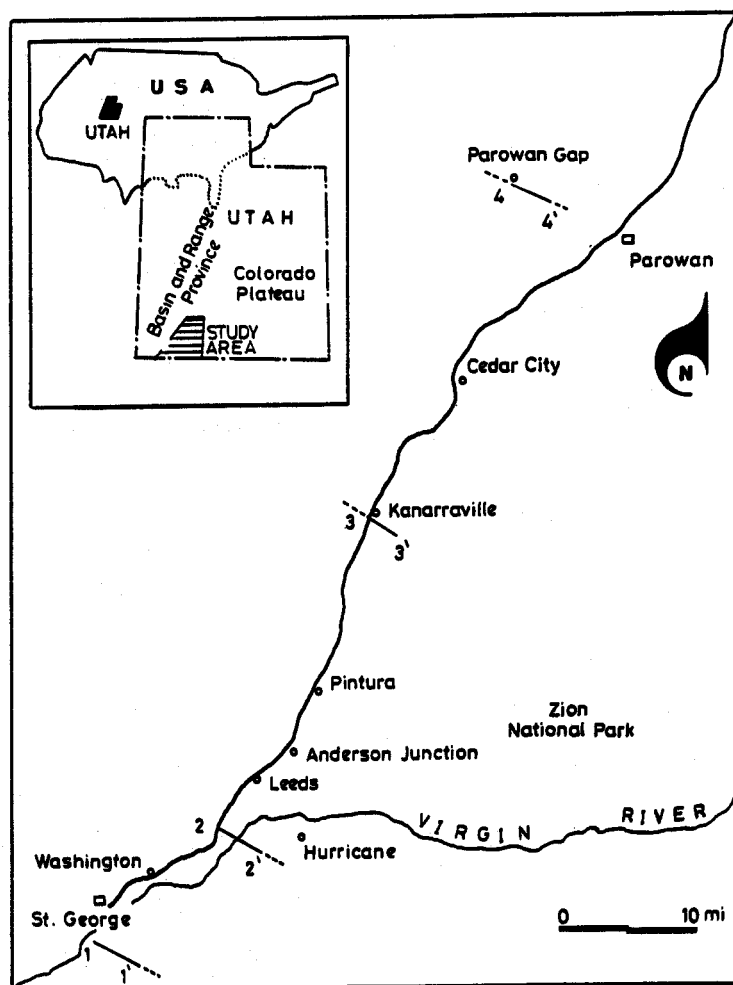 USA
UTAH
UTAH
Basin and Range
Province
Colorado
Plateau
STUDY
AREA
Parowan Gap
4
4'
Parowan
N
Cedar City
3
Kanarraville
3'
Pintura
Zion
National Park
Anderson Junction
Leeds
2
VIRGIN RIVER
2'
Hurricane
Washington
St. George
1
1'
0 10 mi